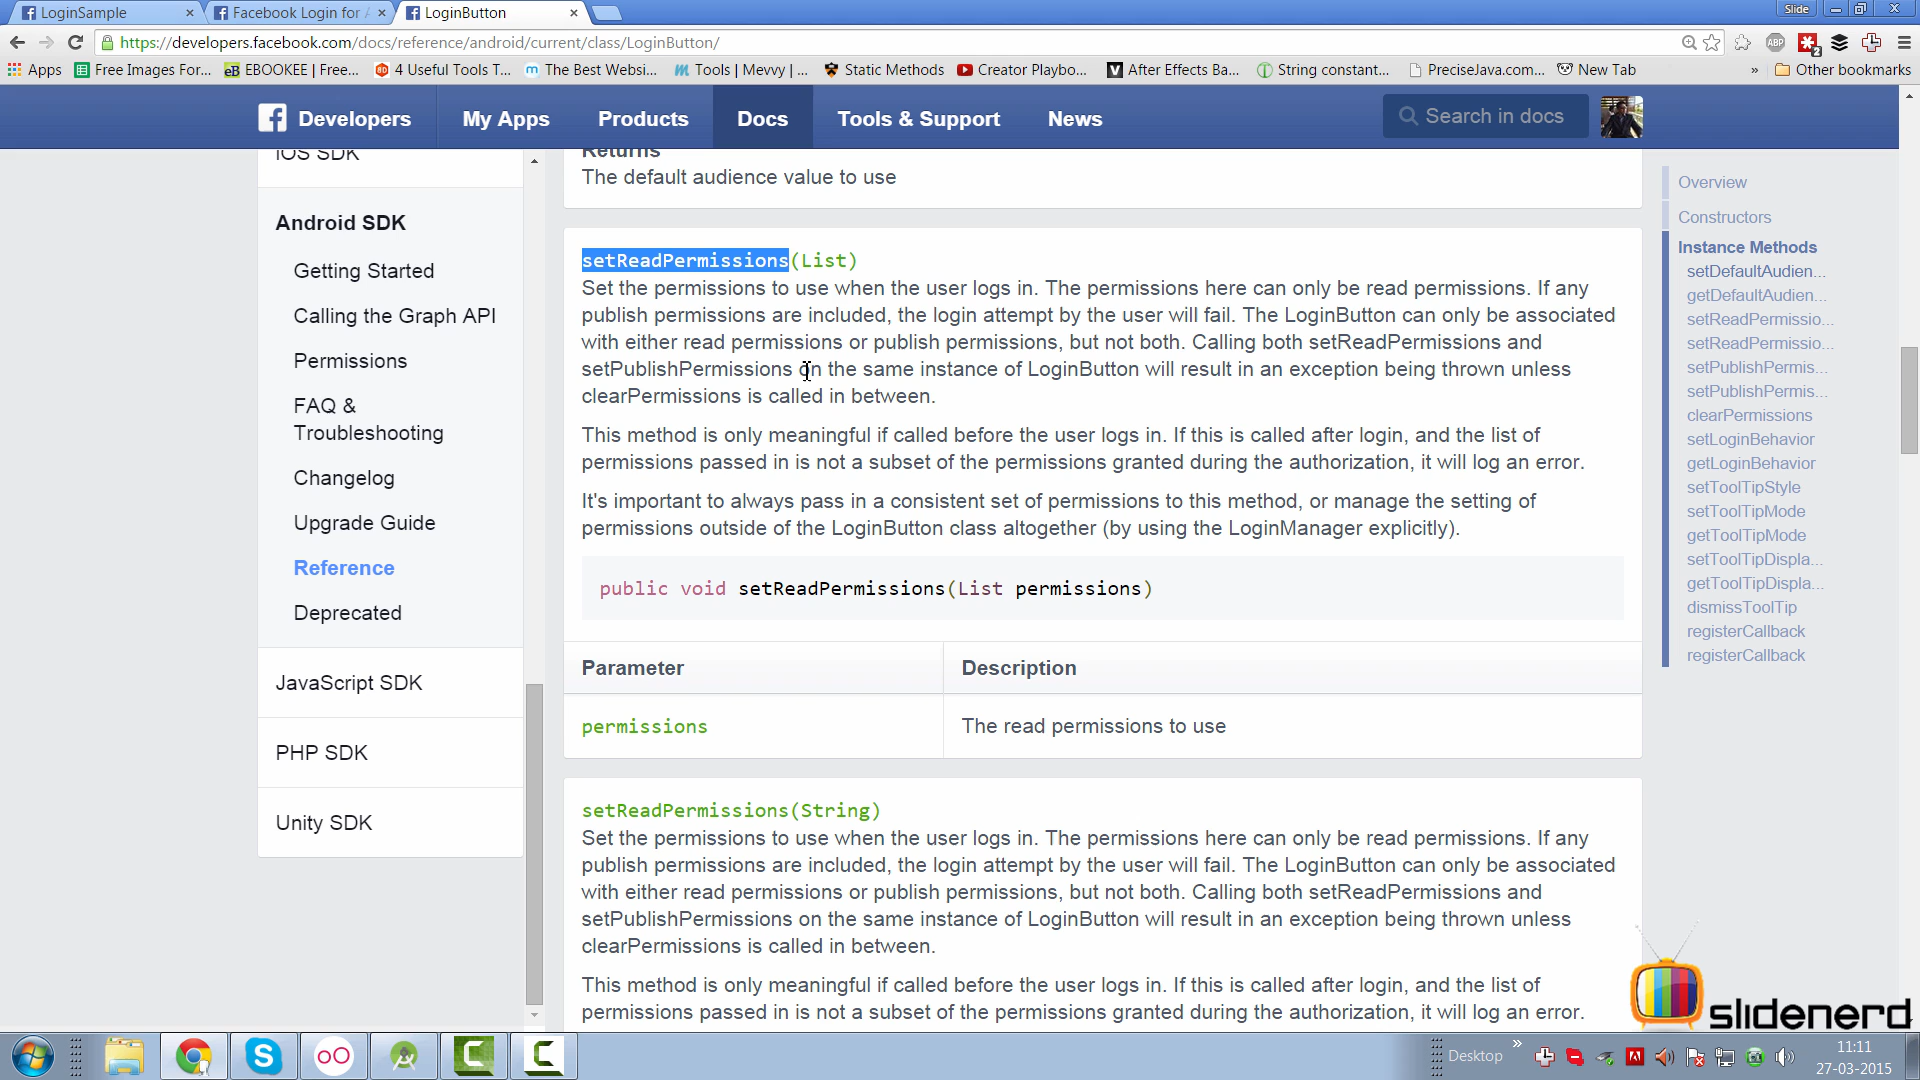 LoginSample
Facebook Login for A
LoginButton
Slide
https://developers.facebook.com/docs/reference/android/current/class/LoginButton/
Apps
Free Images For...
EBOOKEE | Free...
4 Useful Tools T...
The Best Websi...
Tools | Mevvy | ...
Static Methods
Creator Playbo...
After Effects Ba...
String constant...
PreciseJava.com...
New Tab
»
Other bookmarks
Developers
My Apps
Products
Docs
Tools & Support
News
Search in docs
iOS SDK
Android SDK
Getting Started
Calling the Graph API
Permissions
FAQ &
Troubleshooting
Changelog
Upgrade Guide
Reference
Deprecated
JavaScript SDK
PHP SDK
Unity SDK
Returns
The default audience value to use
setReadPermissions(List)
Set the permissions to use when the user logs in. The permissions here can only be read permissions. If any
publish permissions are included, the login attempt by the user will fail. The LoginButton can only be associated
with either read permissions or publish permissions, but not both. Calling both setReadPermissions and
setPublishPermissions on the same instance of LoginButton will result in an exception being thrown unless
clearPermissions is called in between.
This method is only meaningful if called before the user logs in. If this is called after login, and the list of
permissions passed in is not a subset of the permissions granted during the authorization, it will log an error.
It's important to always pass in a consistent set of permissions to this method, or manage the setting of
permissions outside of the LoginButton class altogether (by using the LoginManager explicitly).
public void setReadPermissions(List permissions)
Parameter
Description
permissions
The read permissions to use
setReadPermissions(String)
Set the permissions to use when the user logs in. The permissions here can only be read permissions. If any
publish permissions are included, the login attempt by the user will fail. The LoginButton can only be associated
with either read permissions or publish permissions, but not both. Calling both setReadPermissions and
setPublishPermissions on the same instance of LoginButton will result in an exception being thrown unless
clearPermissions is called in between.
This method is only meaningful if called before the user logs in. If this is called after login, and the list of
permissions passed in is not a subset of the permissions granted during the authorization, it will log an error.
Overview
Constructors
Instance Methods
setDefaultAudien...
getDefaultAudien...
setReadPermissio...
setReadPermissio...
setPublishPermis...
setPublishPermis...
clearPermissions
setLoginBehavior
getLoginBehavior
setToolTipStyle
setToolTipMode
getToolTipMode
setToolTipDispla...
getToolTipDispla...
dismissToolTip
registerCallback
registerCallback
slidenerd
Desktop
»
11:11
27-03-2015